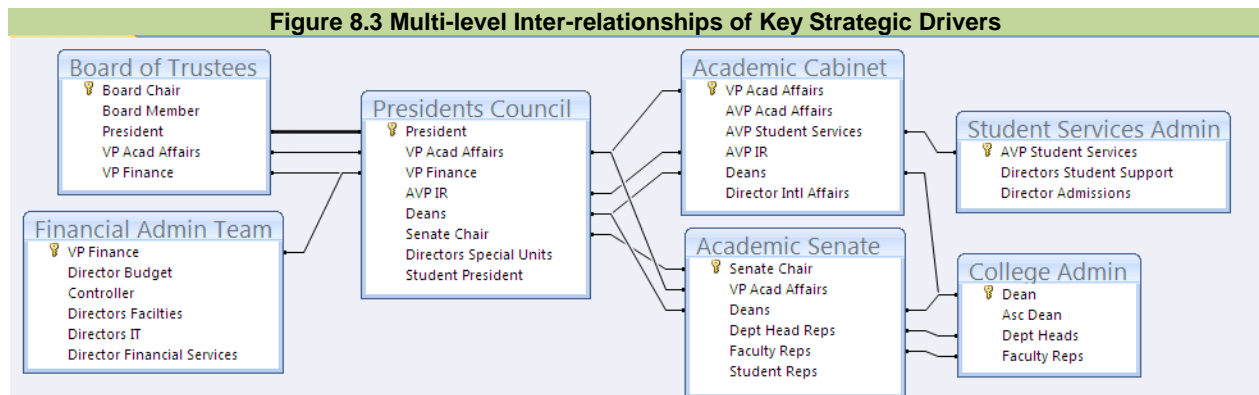 Figure 8.3 Multi-level Inter-relationships of Key Strategic Drivers
Board of Trustees
Board Chair
Board Member
President
VP Acad Affairs
VP Finance
Financial Admin Team
VP Finance
Director Budget
Controller
Directors Facilties
Directors IT
Director Financial Services
Presidents Council
President
VP Acad Affairs
VP Finance
AVP IR
Deans
Senate Chair
Directors Special Units
Student President
Academic Cabinet
VP Acad Affairs
AVP Acad Affairs
AVP Student Services
AVP IR
Deans
Director Intl Affairs
Academic Senate
Senate Chair
VP Acad Affairs
Deans
Dept Head Reps
Faculty Reps
Student Reps
Student Services Admin
AVP Student Services
Directors Student Support
Director Admissions
College Admin
Dean
Asc Dean
Dept Heads
Faculty Reps